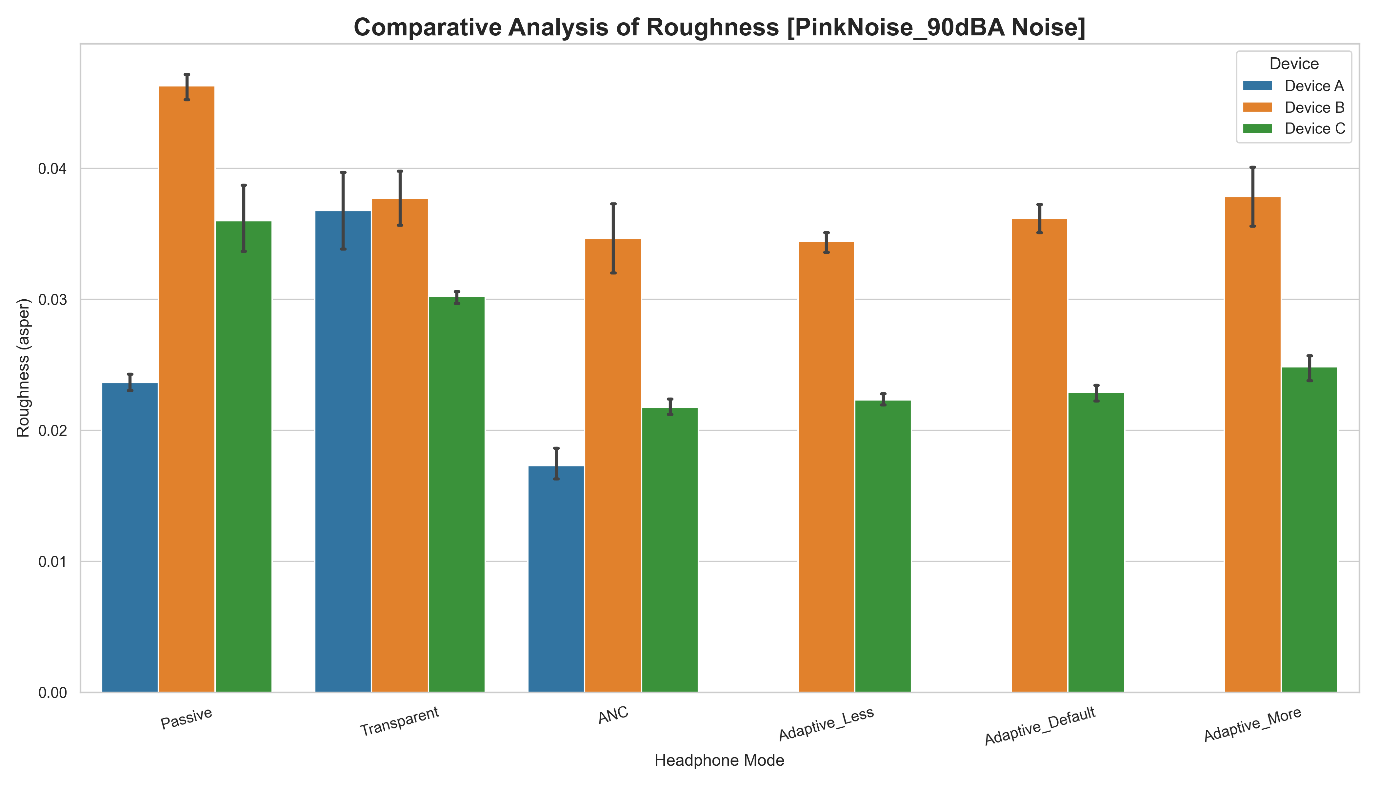 Comparative Analysis of Roughness [PinkNoise_90dBA Noise]
Device
Device A
Device B
Device C
Roughness (asper)
0.04
0.03
0.02
0.01
0.00
Passive
Transparent
ANC
Adaptive_Less
Adaptive_Default
Adaptive_More
Headphone Mode